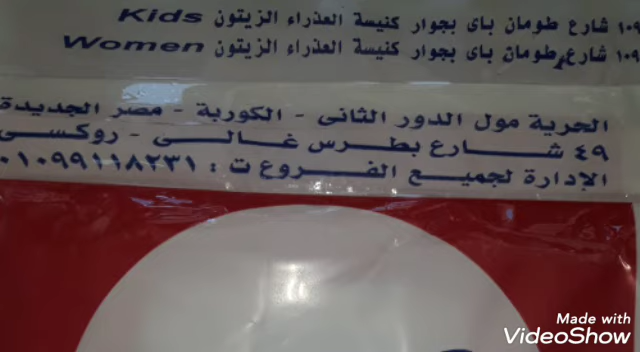 ١٠٩ شارع طومان باى بجوار كنيسة العذراء الزيتون Kids
١٠٩ شارع طومان باى بجوار كنيسة العذراء الزيتون Women
الحرية مول الدور الثانى - الكوربة - مصر الجديدة
٤٩ شارع بطرس غالى - روكسى
الإدارة لجميع الفروع ت : ٠١٠٩٩١١٨٢٣١
Made with
VideoShow